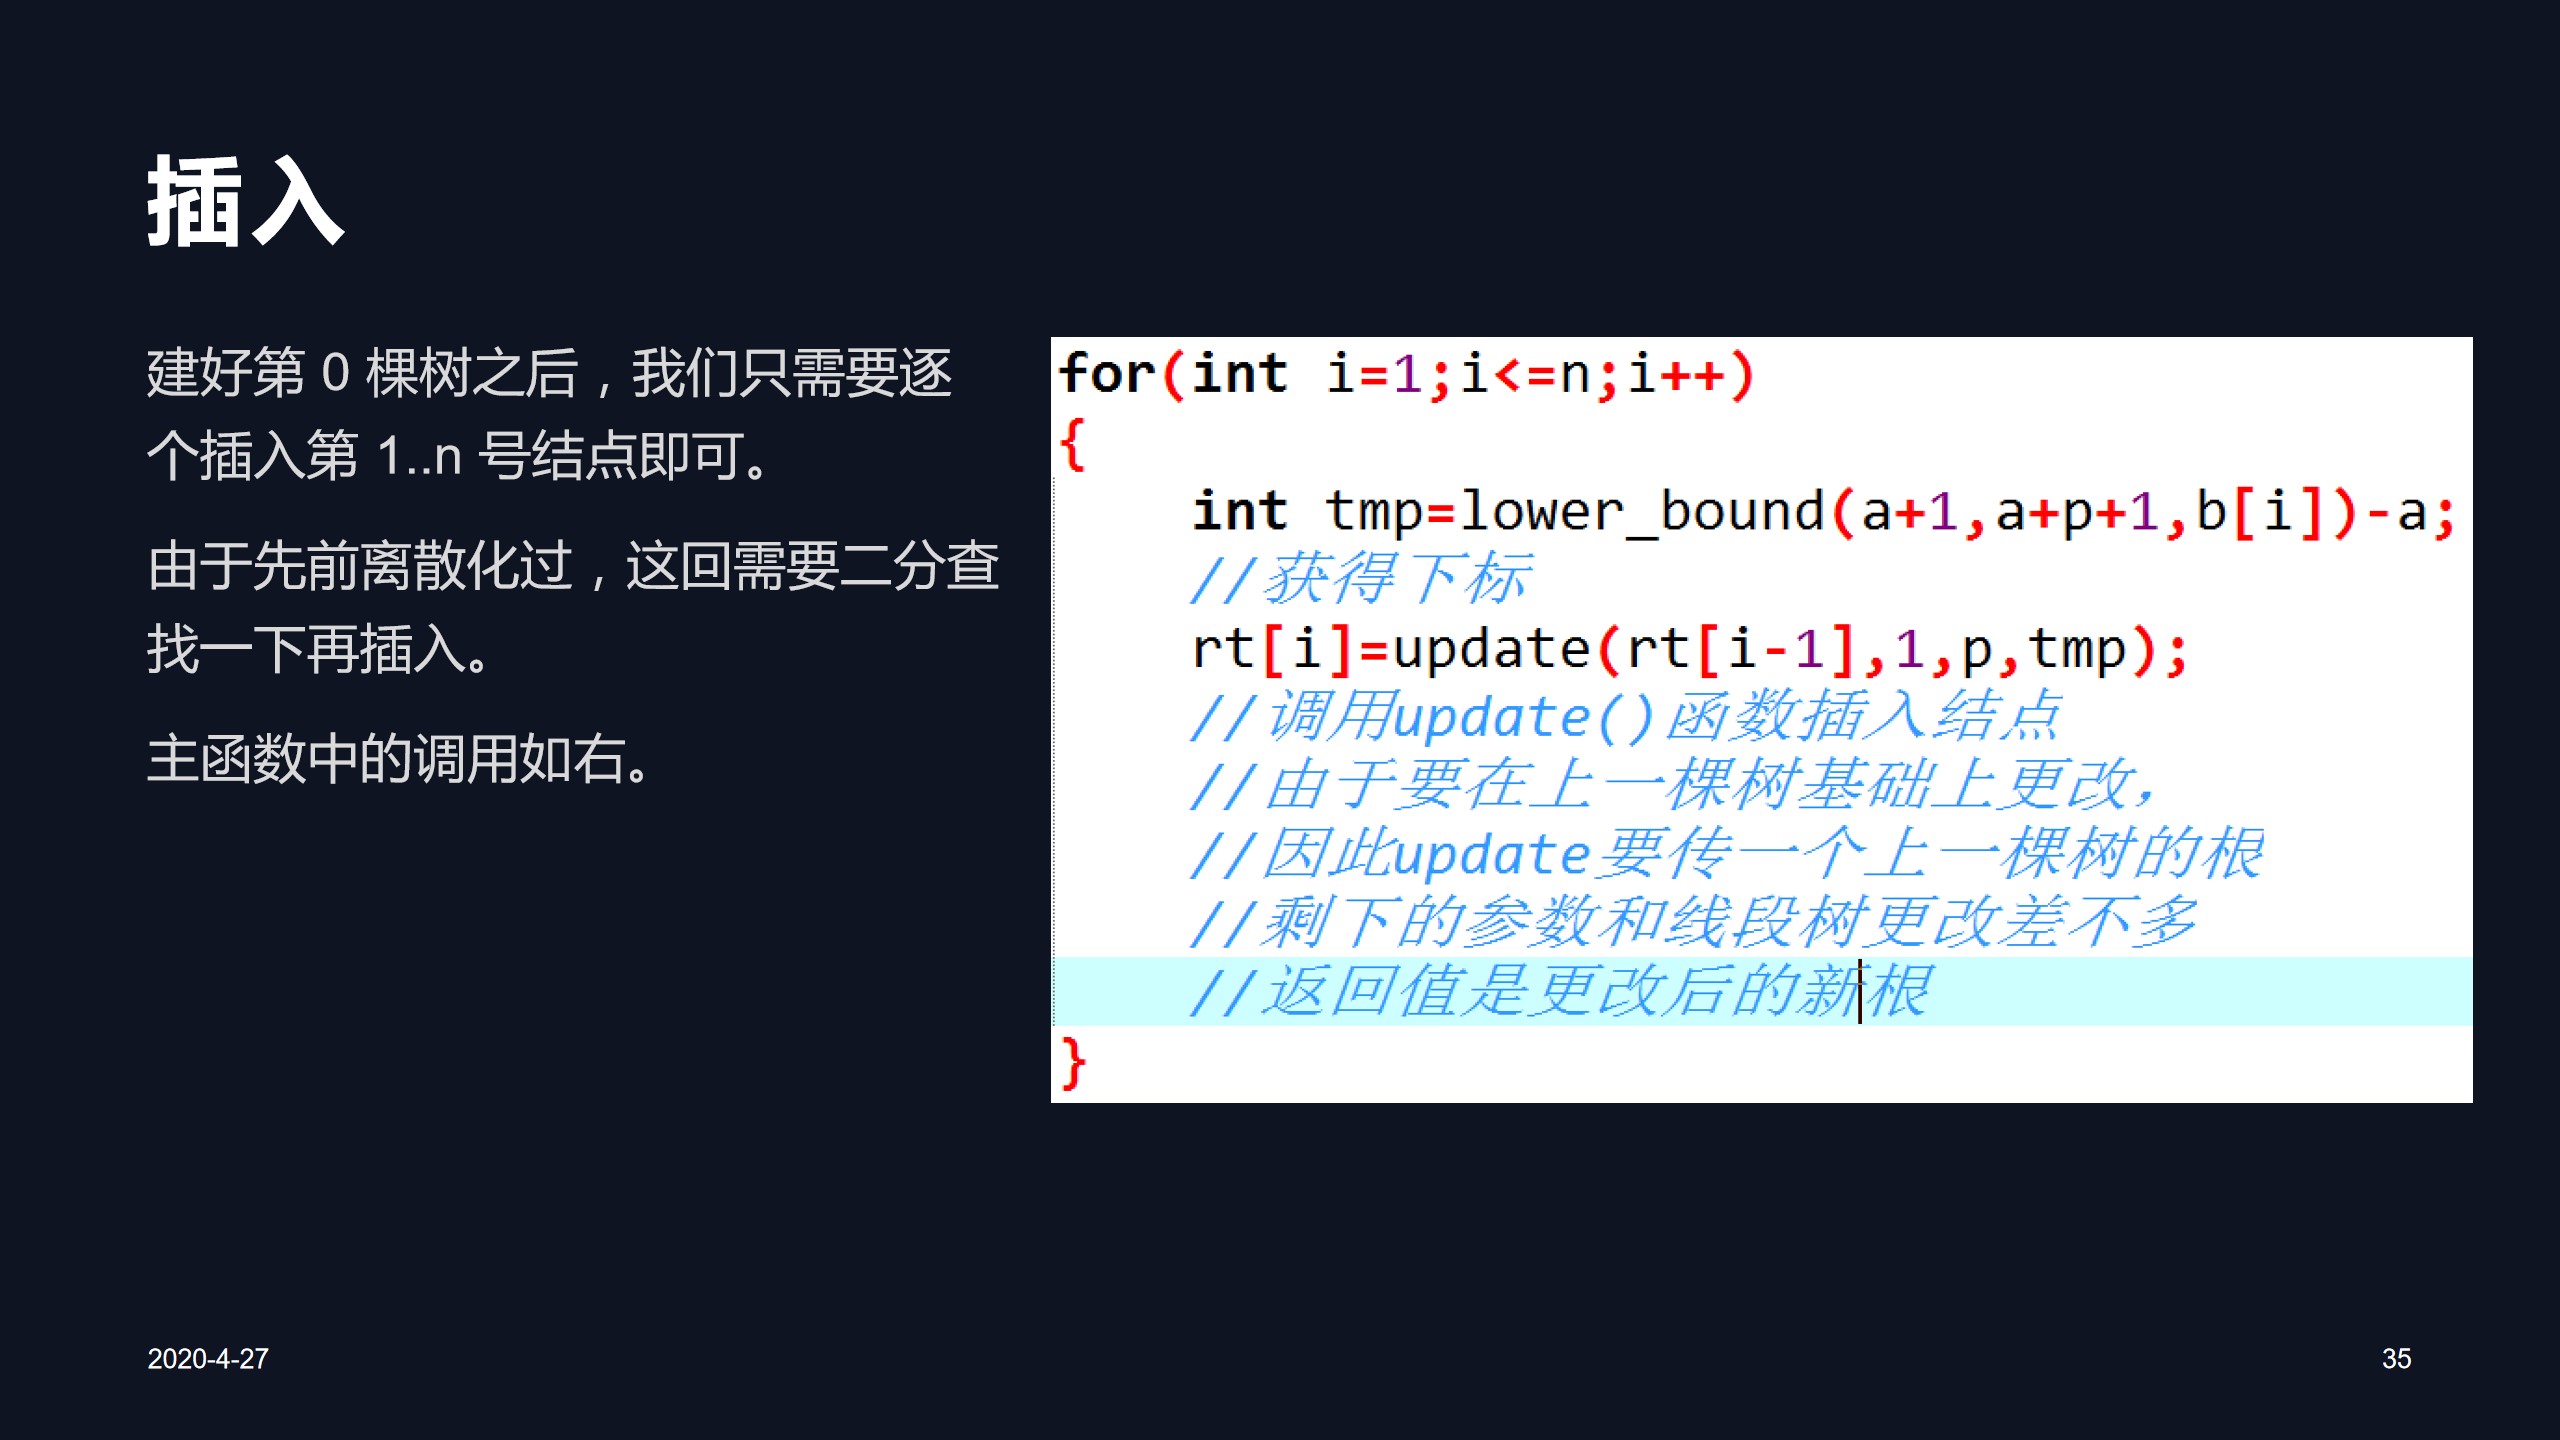 插入
建好第 0 棵树之后，我们只需要逐
个插入第 1..n 号结点即可。
由于先前离散化过，这回需要二分查
找一下再插入。
主函数中的调用如右。
for(int i=1;i<=n;i++)
{
int tmp=lower_bound(a+1,a+p+1,b[i])-a;
//获得下标
rt[i]=update(rt[i-1],1,p,tmp);
//调用update()函数插入结点
//由于要在上一棵树基础上更改，
//因此update要传一个上一棵树的根
//剩下的参数和线段树更改差不多
//返回值是更改后的新根
}
2020-4-27
35